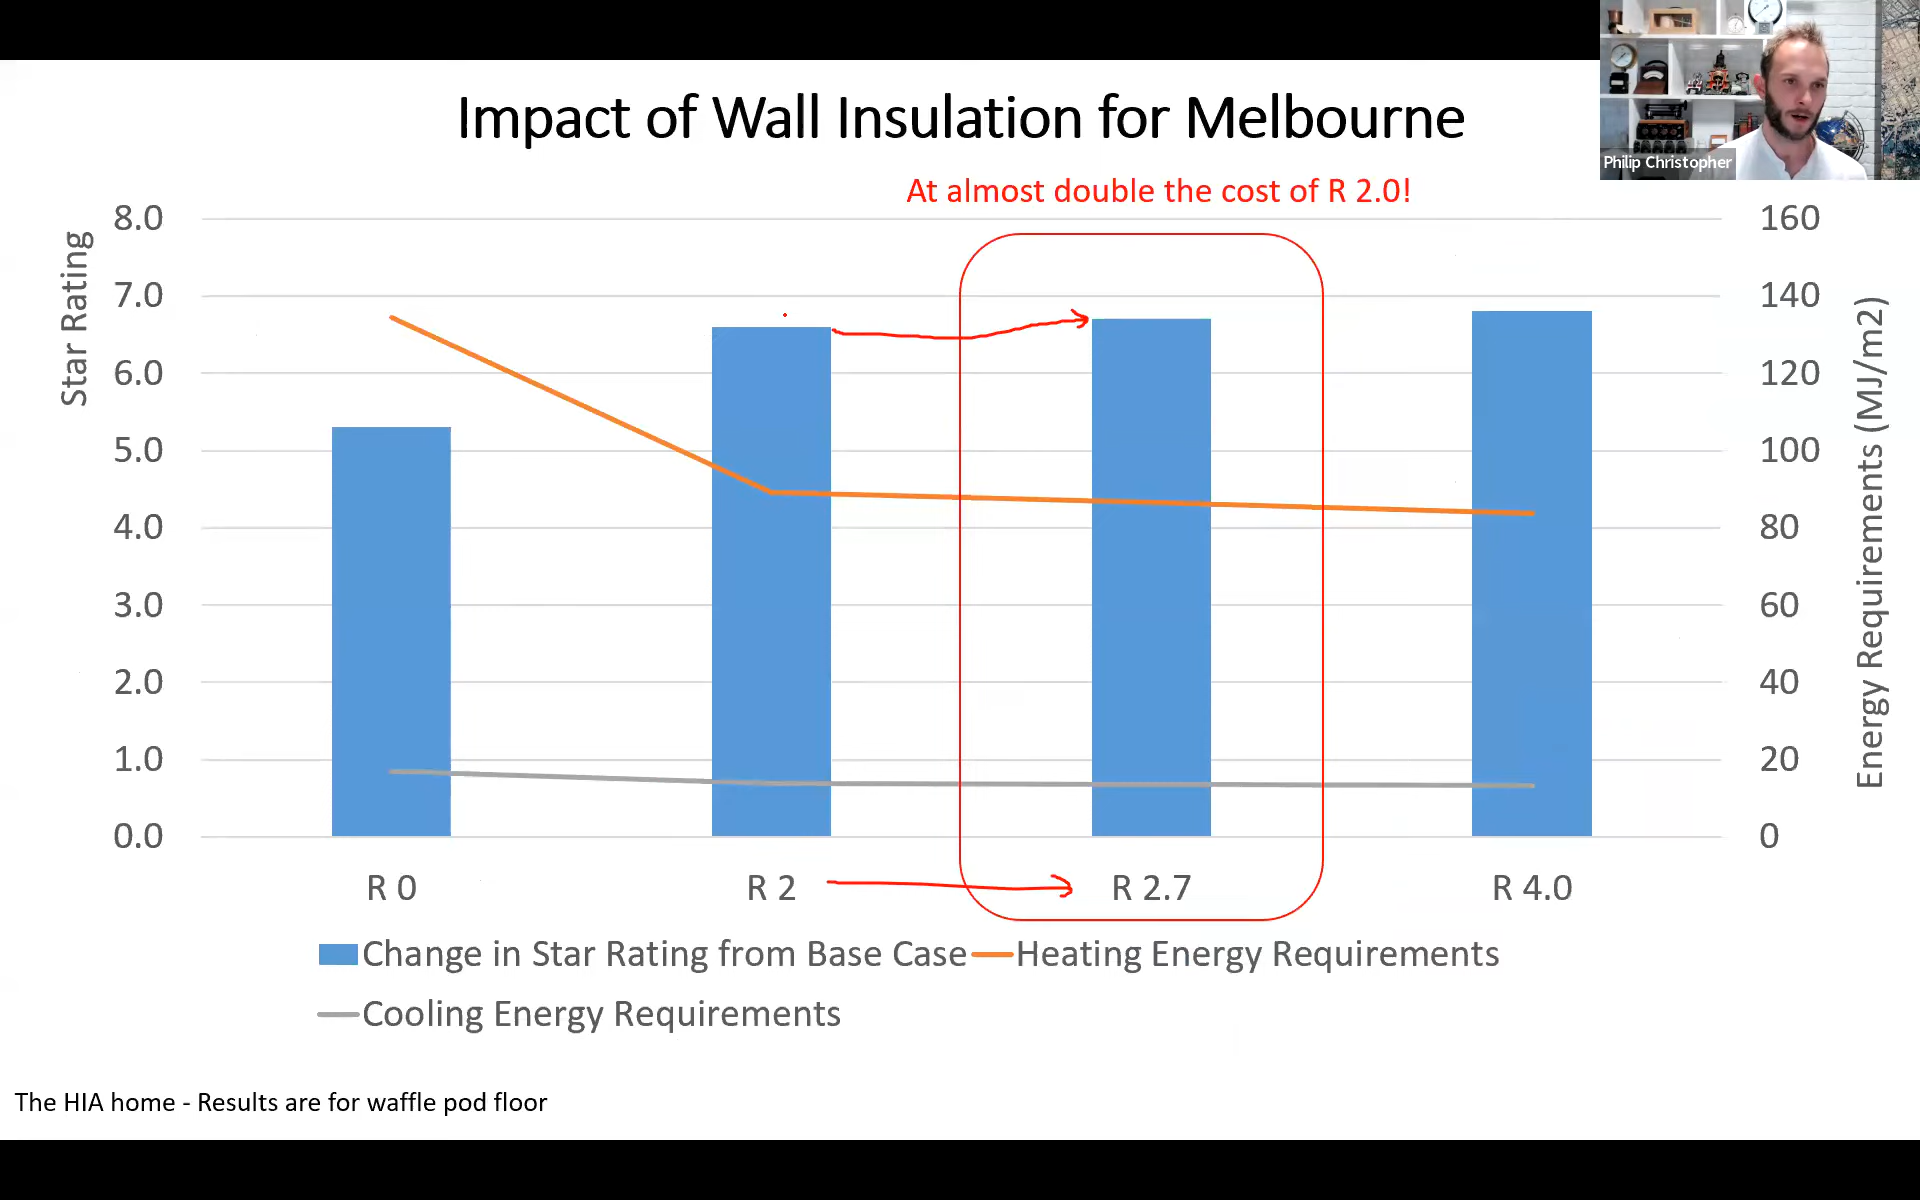 Impact of Wall Insulation for Melbourne
Philip Christopher
At almost double the cost of R 2.0!
Star Rating
8.0
7.0
6.0
5.0
4.0
3.0
2.0
1.0
0.0
160
140
120
100
80
60
40
20
0
Energy Requirements (MJ/m2)
R 0
R 2
R 2.7
R 4.0
Change in Star Rating from Base Case
Heating Energy Requirements
Cooling Energy Requirements
The HIA home - Results are for waffle pod floor